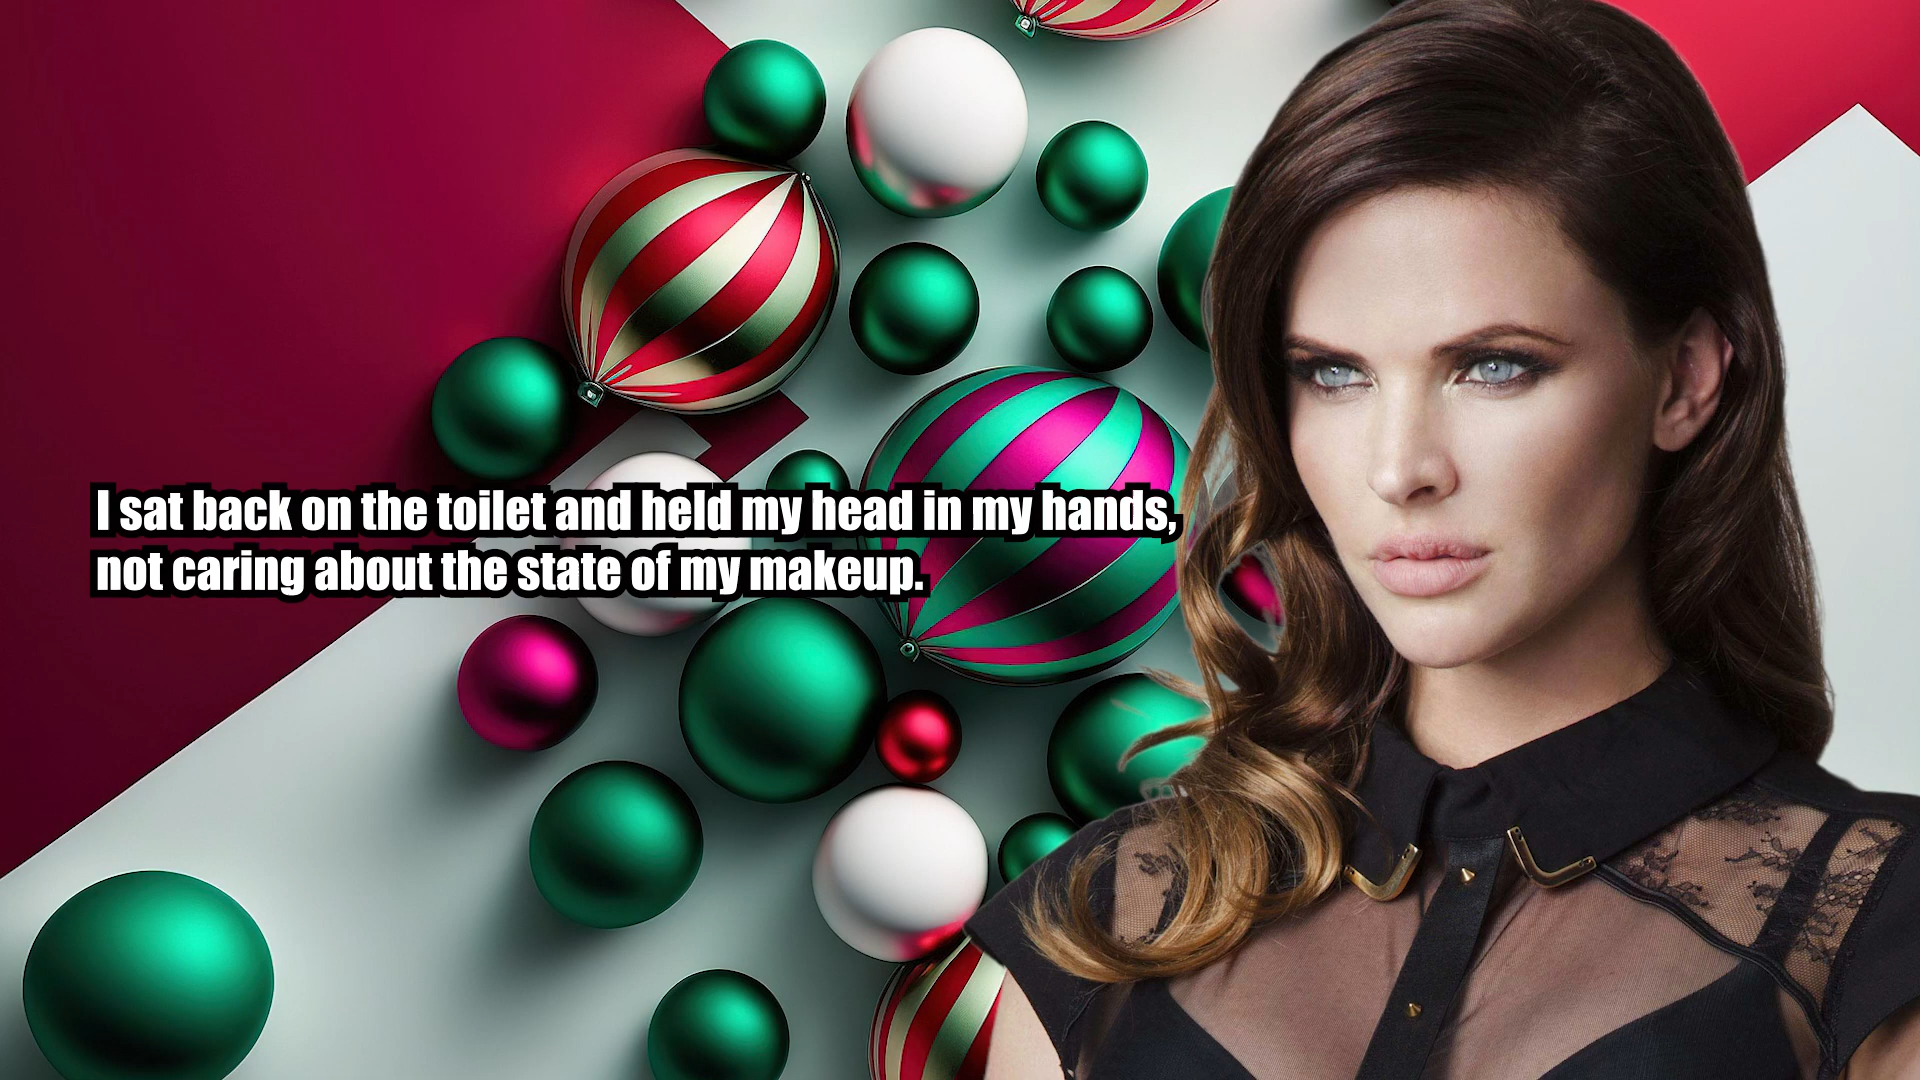 I sat back on the toilet and held my head in my hands,
not caring about the state of my makeup.